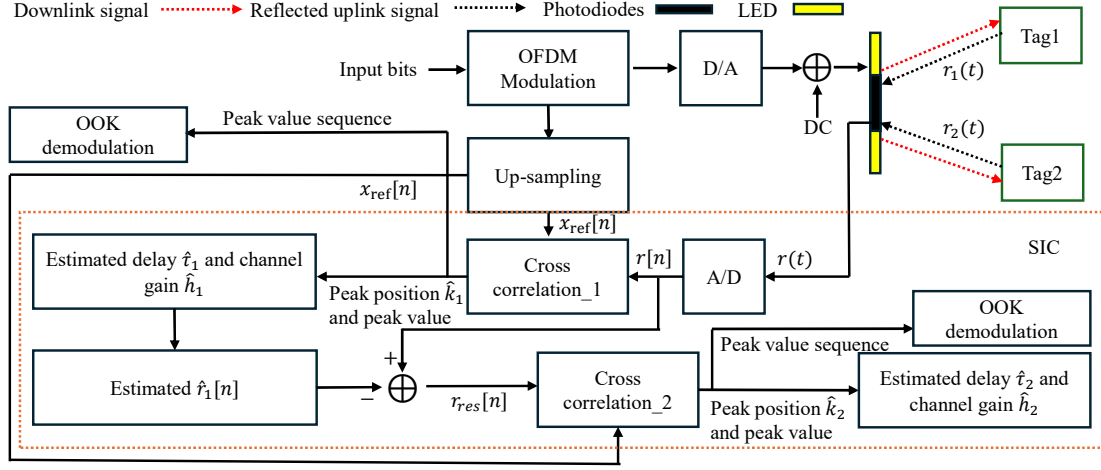 Downlink signal
Reflected uplink signal
Photodiodes
LED
Input bits
OFDM
Modulation
D/A
DC
Tag1
r₁(t)
r₂(t)
Tag2
OOK
demodulation
Peak value sequence
Up-sampling
x_ref[n]
x_ref[n]
SIC
Estimated delay τ̂₁ and channel
gain ĥ₁
Peak position k̂₁
and peak value
Cross
correlation_1
r[n]
A/D
r(t)
OOK
demodulation
Peak value sequence
Estimated r̂₁[n]
+
−
r_res[n]
Cross
correlation_2
Peak position k̂₂
and peak value
Estimated delay τ̂₂ and
channel gain ĥ₂